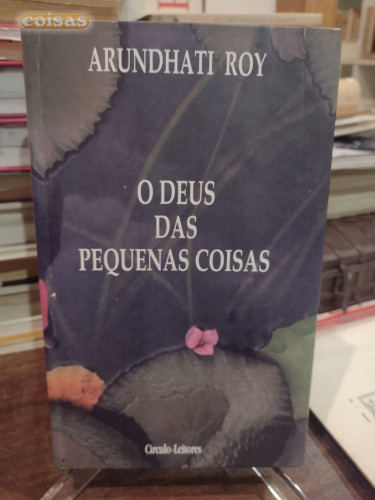 coisas
ARUNDHATI ROY
O DEUS
DAS
PEQUENAS COISAS
Círculo-Leitores